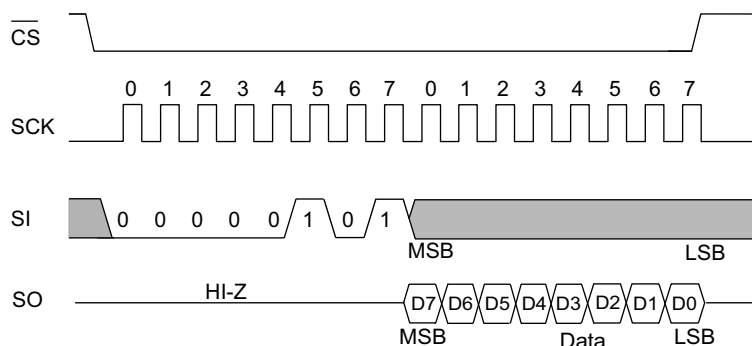 CS
0 1 2 3 4 5 6 7 0 1 2 3 4 5 6 7
SCK
SI 0 0 0 0 0 1 0 1
MSB LSB
HI-Z
SO D7 D6 D5 D4 D3 D2 D1 D0
MSB Data LSB